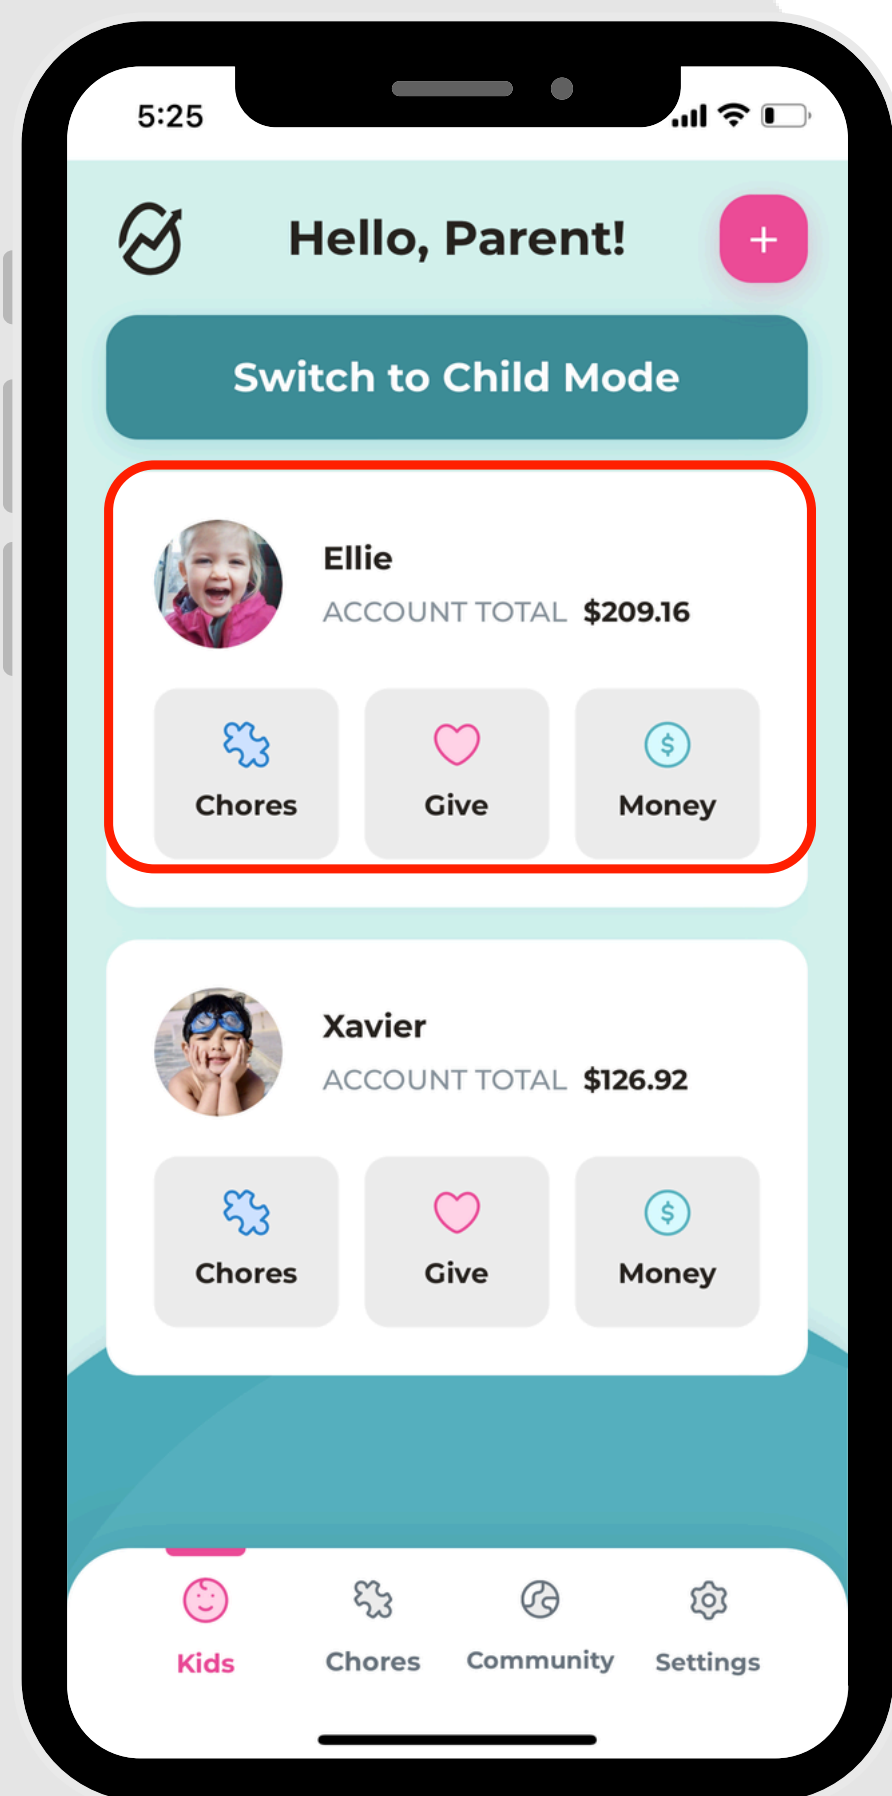 5:25
Hello, Parent!
+
Switch to Child Mode
Ellie
ACCOUNT TOTAL $209.16
$ 
Chores Give Money
Xavier
ACCOUNT TOTAL $126.92
$
Chores Give Money
Kids Chores Community Settings